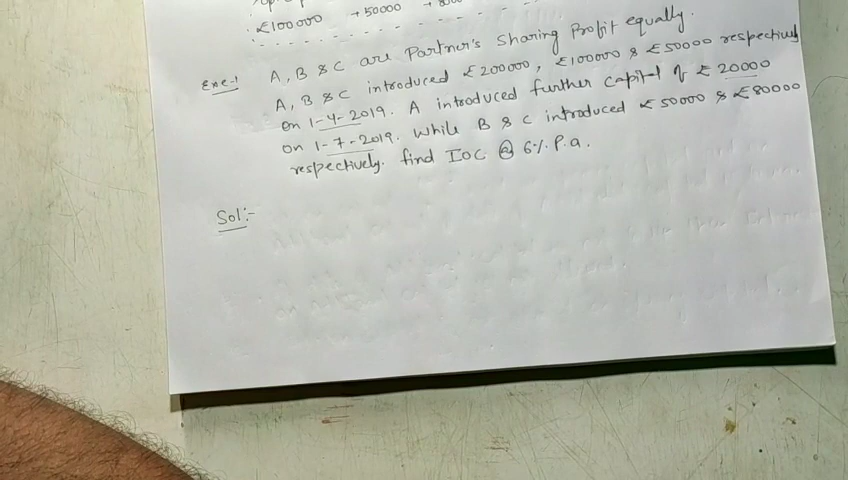 ₹100000 + 50000
Exe-1 A, B & C are Partner's Sharing Profit equally.
A, B & C introduced ₹200000, ₹100000 & ₹50000 respectively
on 1-4-2019. A introduced further capital of ₹20000
on 1-7-2019. While B & C introduced ₹50000 & ₹80000
respectively. find IOC @ 6% P.a.
Sol:-